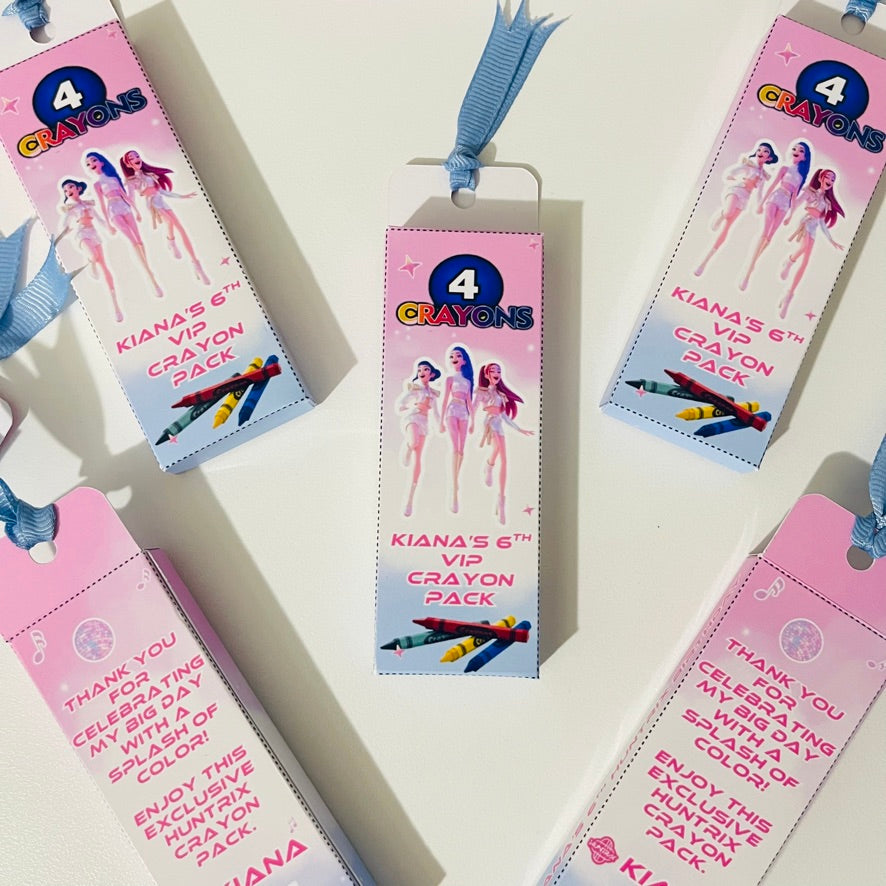 4
CRAYONS
KIANA'S 6TH
VIP
CRAYON
PACK
4
CRAYONS
KIANA'S 6TH
VIP
CRAYON
PACK
4
CRAYONS
KIANA'S 6TH
VIP
CRAYON
PACK
THANK YOU
FOR
CELEBRATING
MY BIG DAY
WITH A
SPLASH OF
COLOR!
ENJOY THIS
EXCLUSIVE
HUNTRIX
CRAYON
PACK.
KIANA
THANK YOU
FOR
CELEBRATING
MY BIG DAY
WITH A
SPLASH OF
COLOR!
ENJOY THIS
EXCLUSIVE
HUNTRIX
CRAYON
PACK.
HUNTRIX